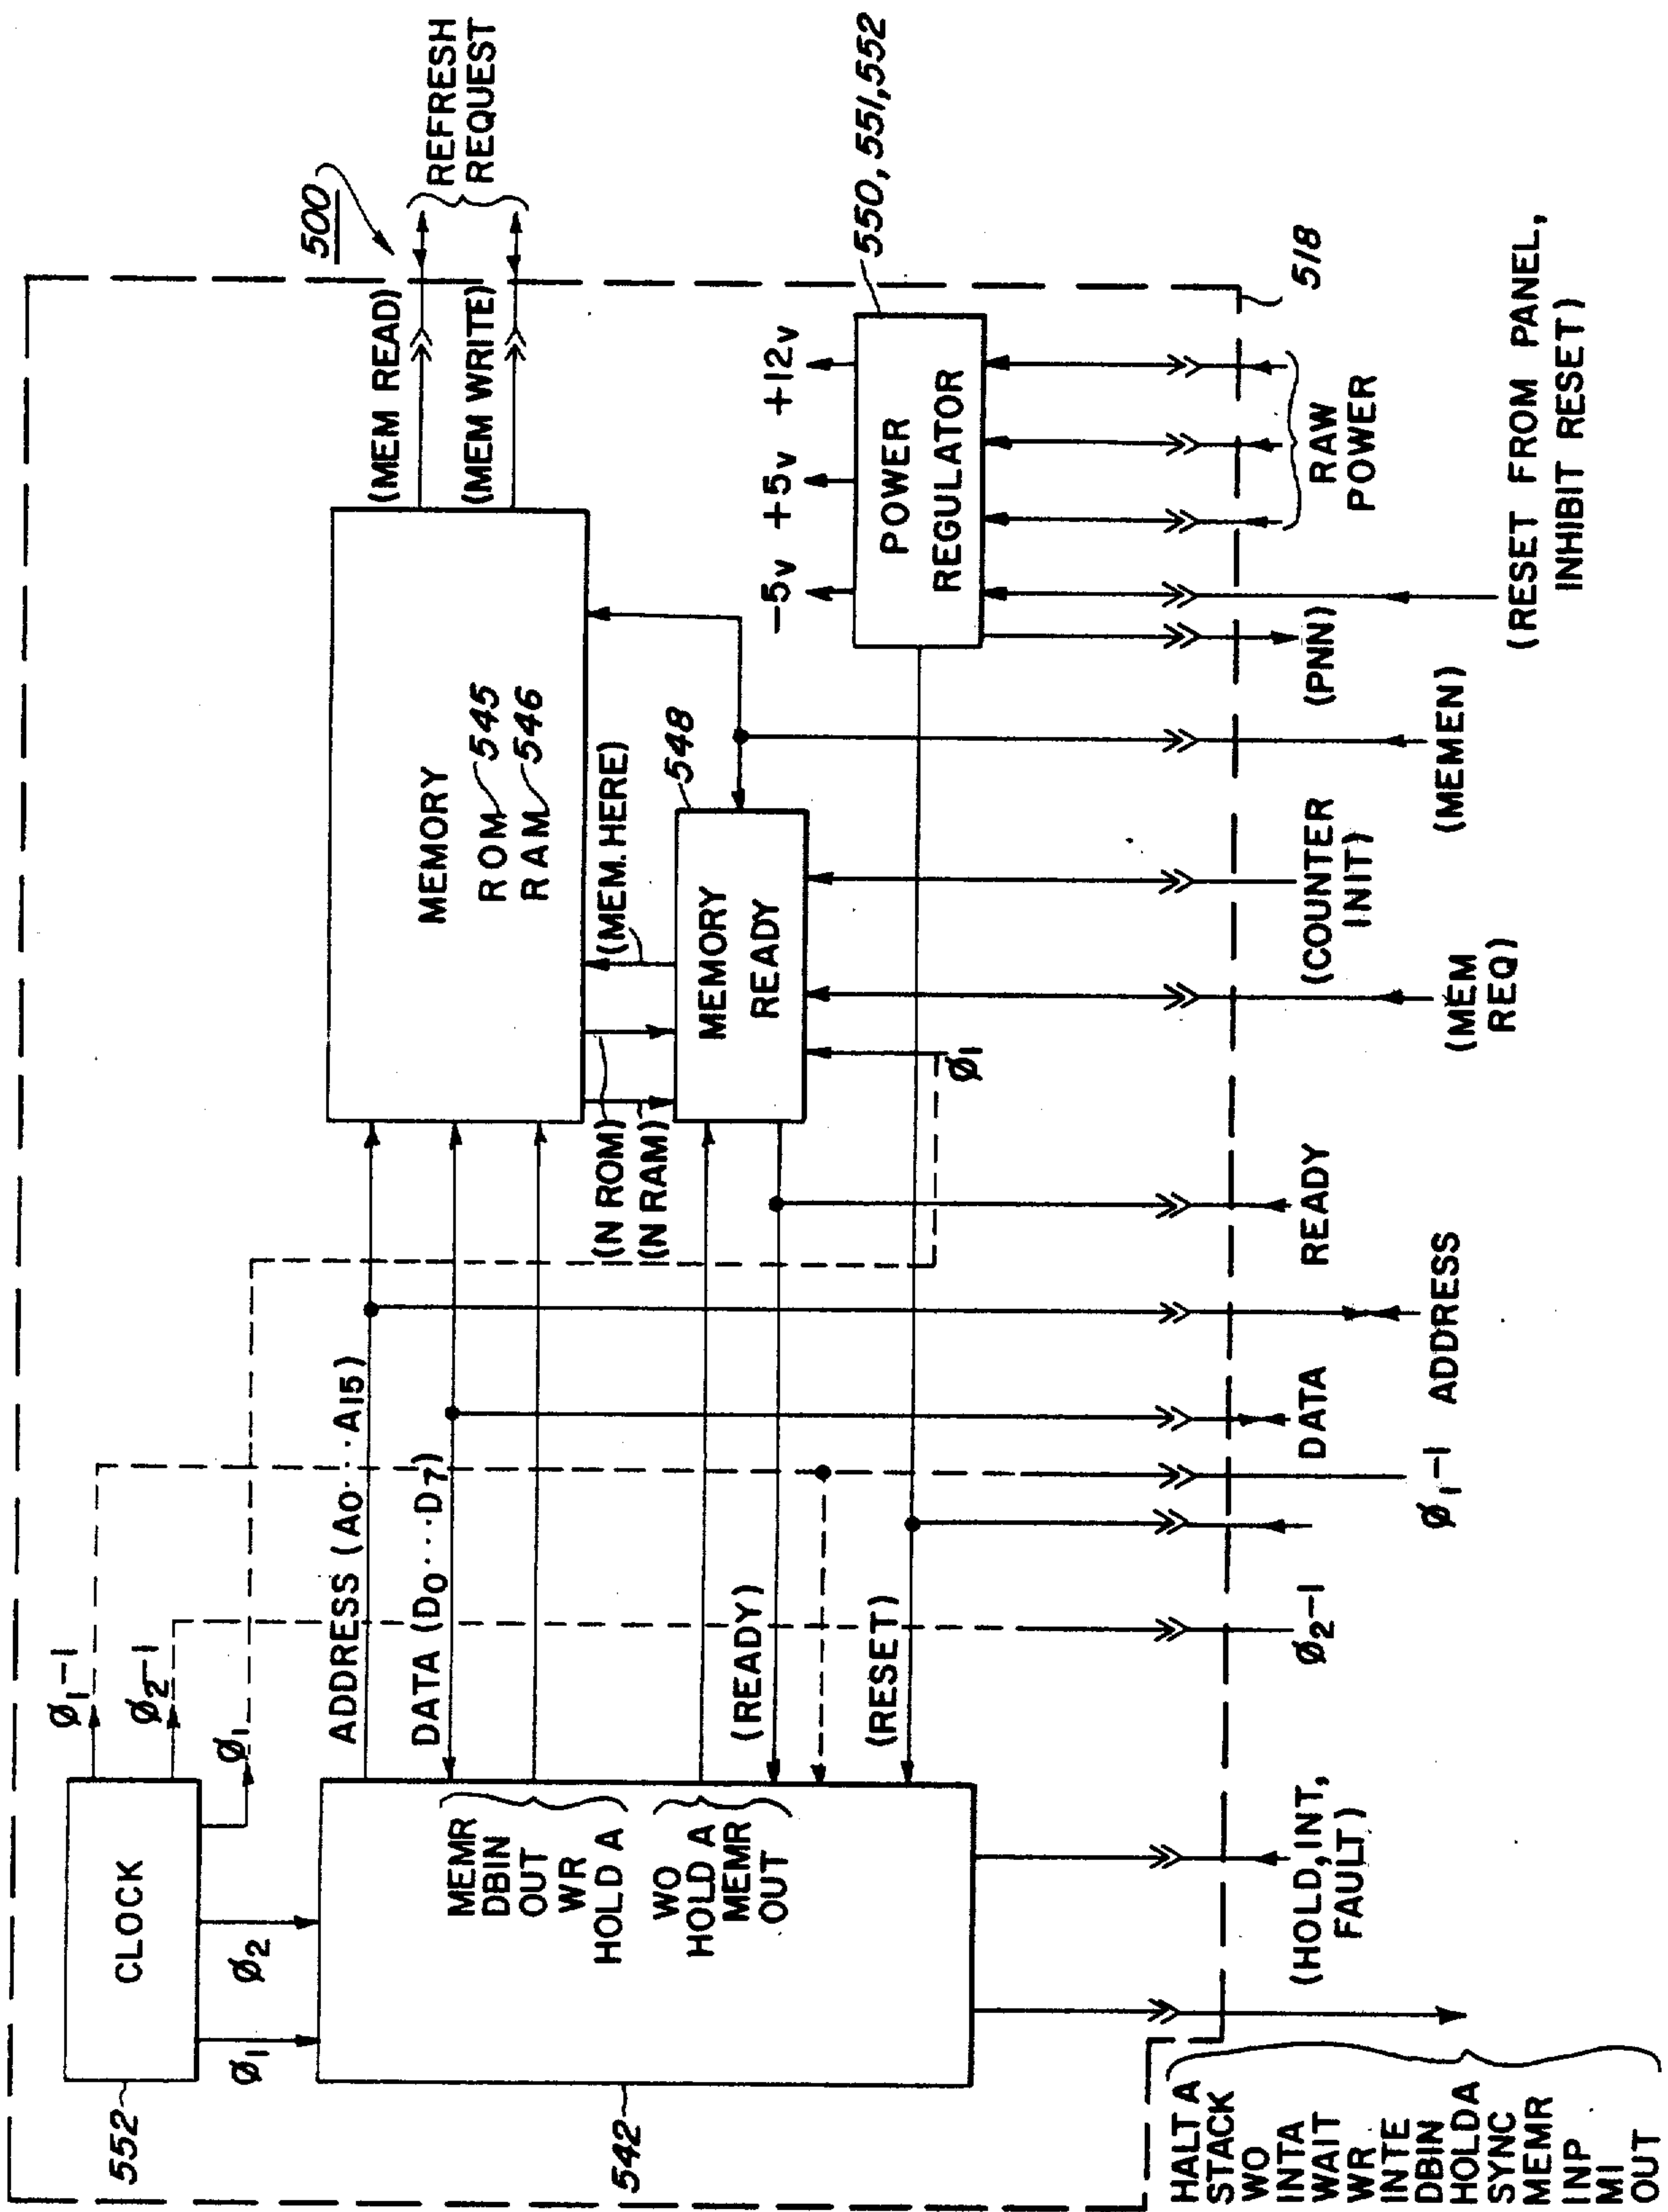 500
REFRESH
REQUEST
(MEM READ)
(MEM WRITE)
552
CLOCK
Ø1-1
Ø2-1
Ø1
Ø1
Ø2
542
MEMR
DBIN
OUT
WR
HOLD A
WO
HOLD A
MEMR
OUT
ADDRESS (A0···A15)
DATA (D0···D7)
(READY)
(RESET)
MEMORY
ROM 545
RAM 546
(N ROM)
(N RAM)
(MEM. HERE)
548
MEMORY
READY
Ø1
-5v +5v +12v
550, 551, 552
POWER
REGULATOR
518
HALT A
STACK
WO
INTA
WAIT
WR
INTE
DBIN
HOLDA
SYNC
MEMR
INP
MI
OUT
(HOLD, INT,
FAULT)
Ø2-1
Ø1-1
DATA
ADDRESS
READY
(MEM
REQ)
(COUNTER
INIT)
(MEMEN)
(PNN)
(RESET FROM PANEL,
INHIBIT RESET)
RAW
POWER